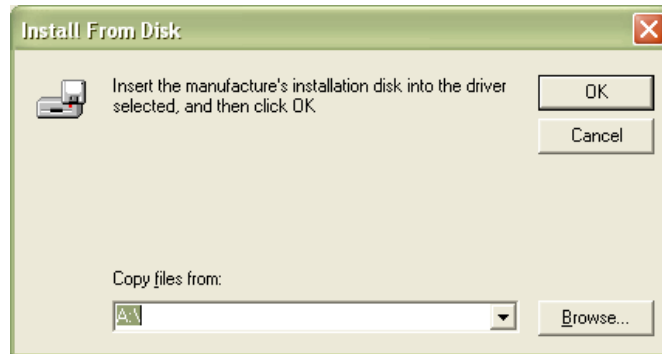 Install From Disk
Insert the manufacture's installation disk into the driver
selected, and then click OK
OK
Cancel
Copy files from:
A:\
Browse...